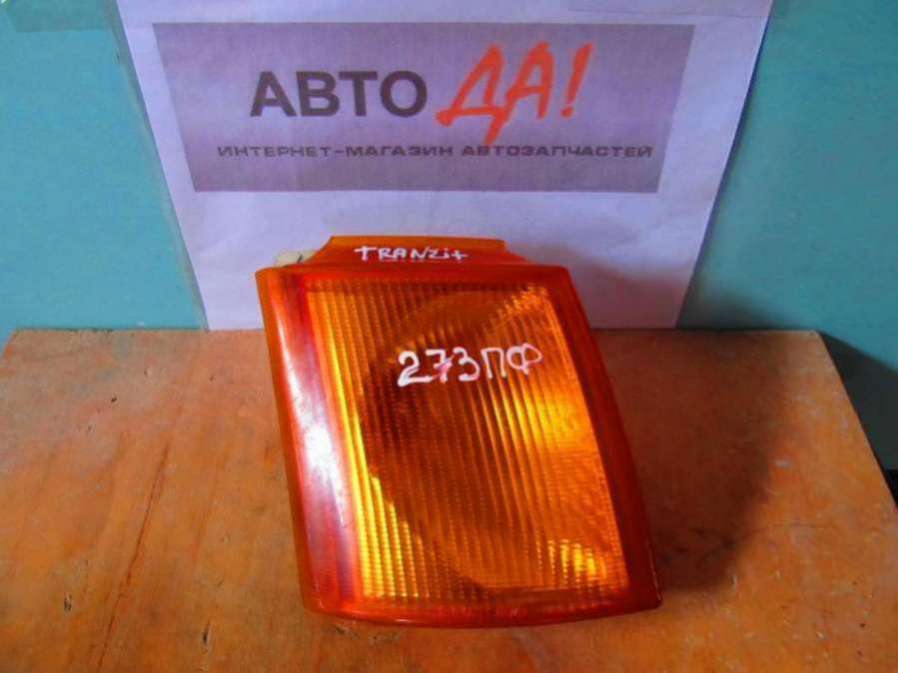 АВТО ДА!
ИНТЕРНЕТ-МАГАЗИН АВТОЗАПЧАСТЕЙ
TRANZit
273ПФ